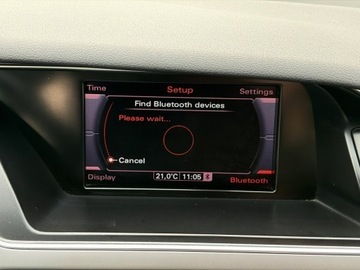 Time Setup Settings
Find Bluetooth devices
Please wait...
Cancel
Display 21,0°C 11:05 Bluetooth